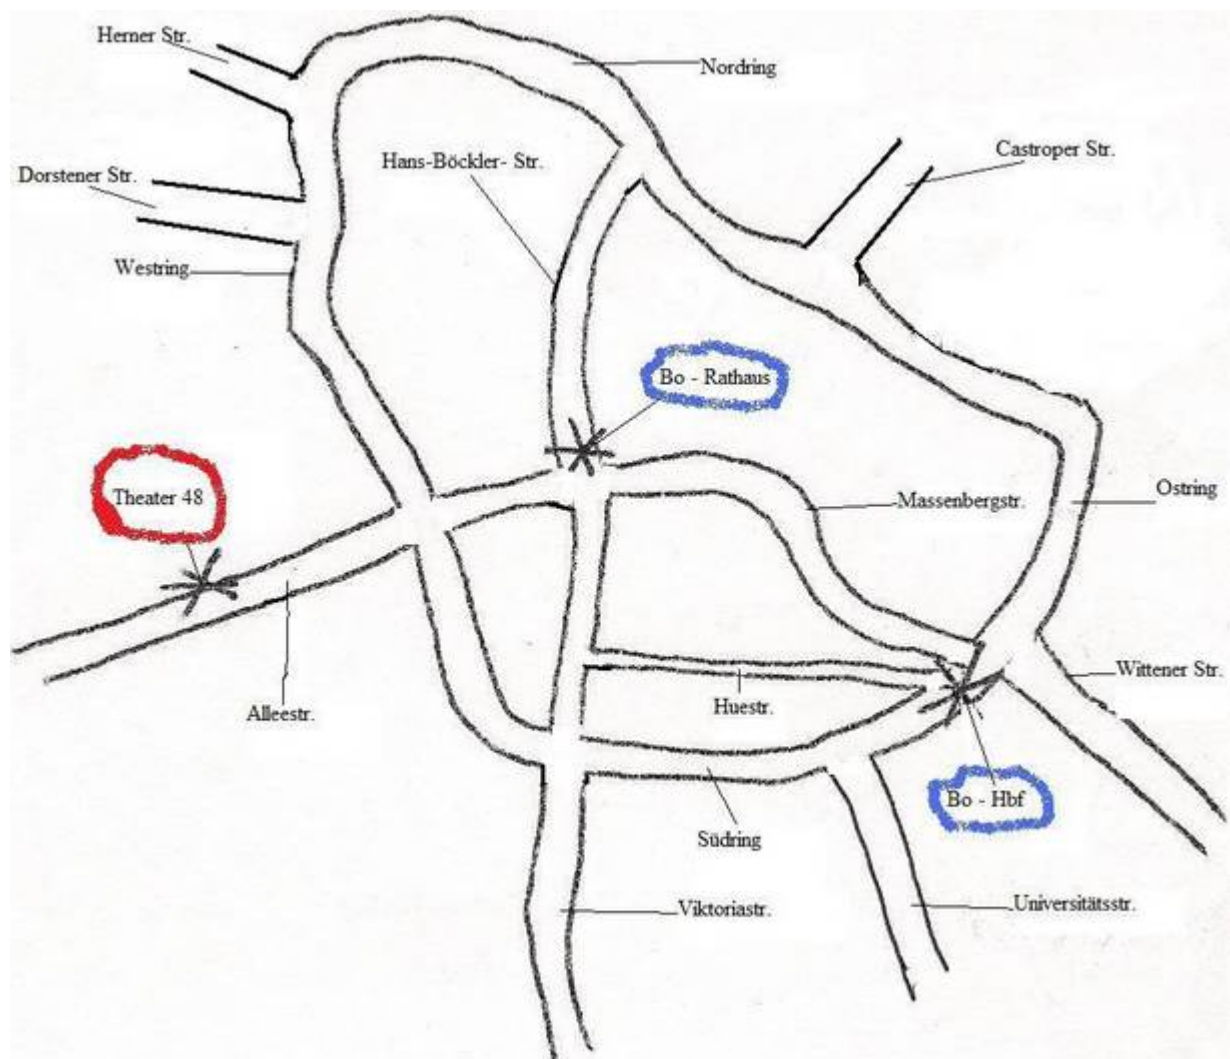 Herner Str.
Nordring
Hans-Böckler- Str.
Castroper Str.
Dorstener Str.
Westring
Bo - Rathaus
Theater 48
Massenbergstr.
Ostring
Wittener Str.
Alleestr.
Huestr.
Bo - Hbf
Südring
Viktoriastr.
Universitätsstr.